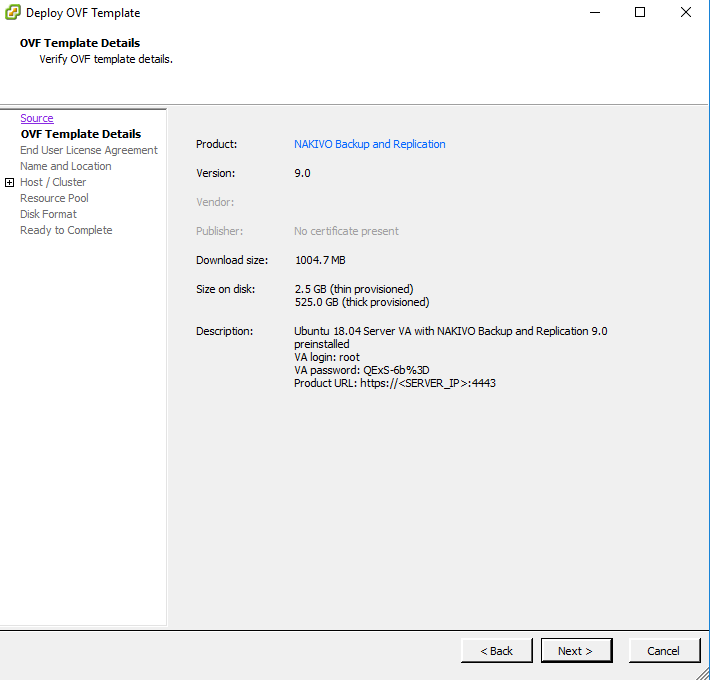 Deploy OVF Template
OVF Template Details
Verify OVF template details.
Source
OVF Template Details
End User License Agreement
Name and Location
Host / Cluster
Resource Pool
Disk Format
Ready to Complete
Product: NAKIVO Backup and Replication
Version: 9.0
Vendor:
Publisher: No certificate present
Download size: 1004.7 MB
Size on disk: 2.5 GB (thin provisioned)
525.0 GB (thick provisioned)
Description: Ubuntu 18.04 Server VA with NAKIVO Backup and Replication 9.0
preinstalled
VA login: root
VA password: QExS-6b%3D
Product URL: https://<SERVER_IP>:4443
< Back Next > Cancel